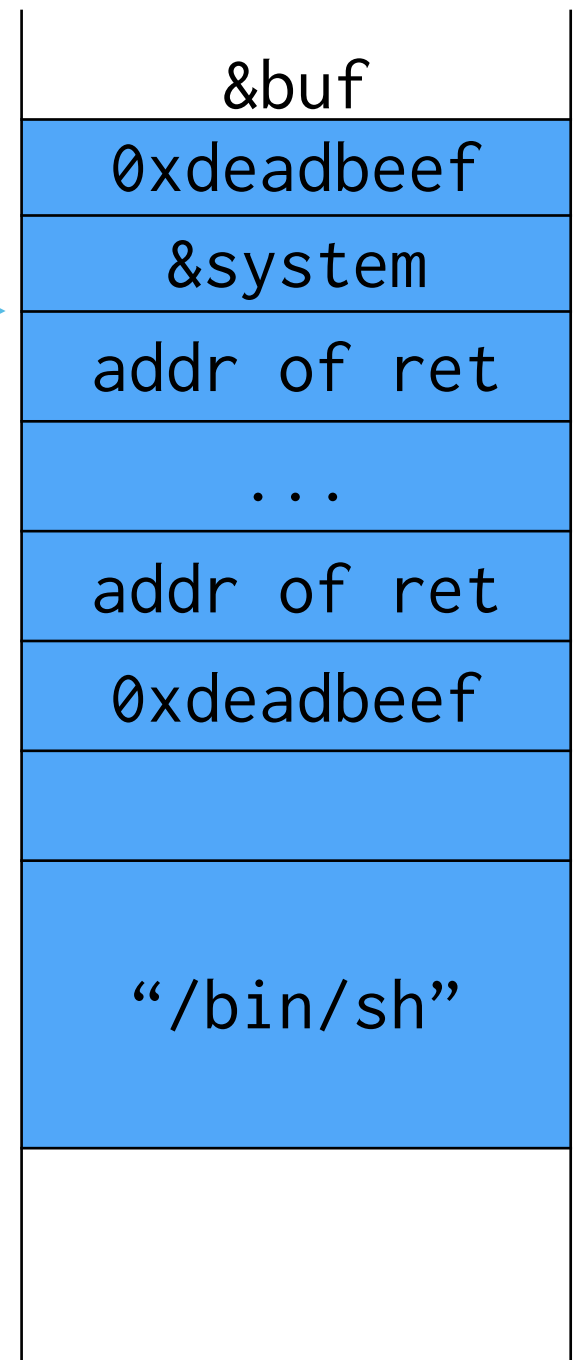 &buf
0xdeadbeef
&system
addr of ret
...
addr of ret
0xdeadbeef
“/bin/sh”